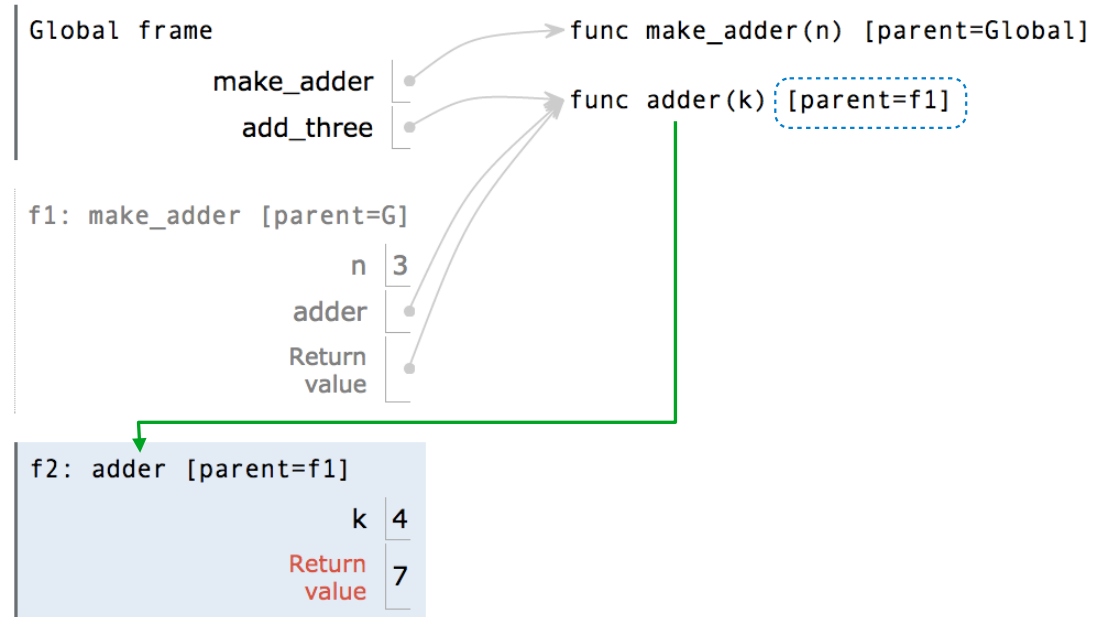 Global frame
func make_adder(n) [parent=Global]
make_adder
func adder(k) [parent=f1]
add_three
f1: make_adder [parent=G]
n 3
adder
Return
value
f2: adder [parent=f1]
k 4
Return
value 7